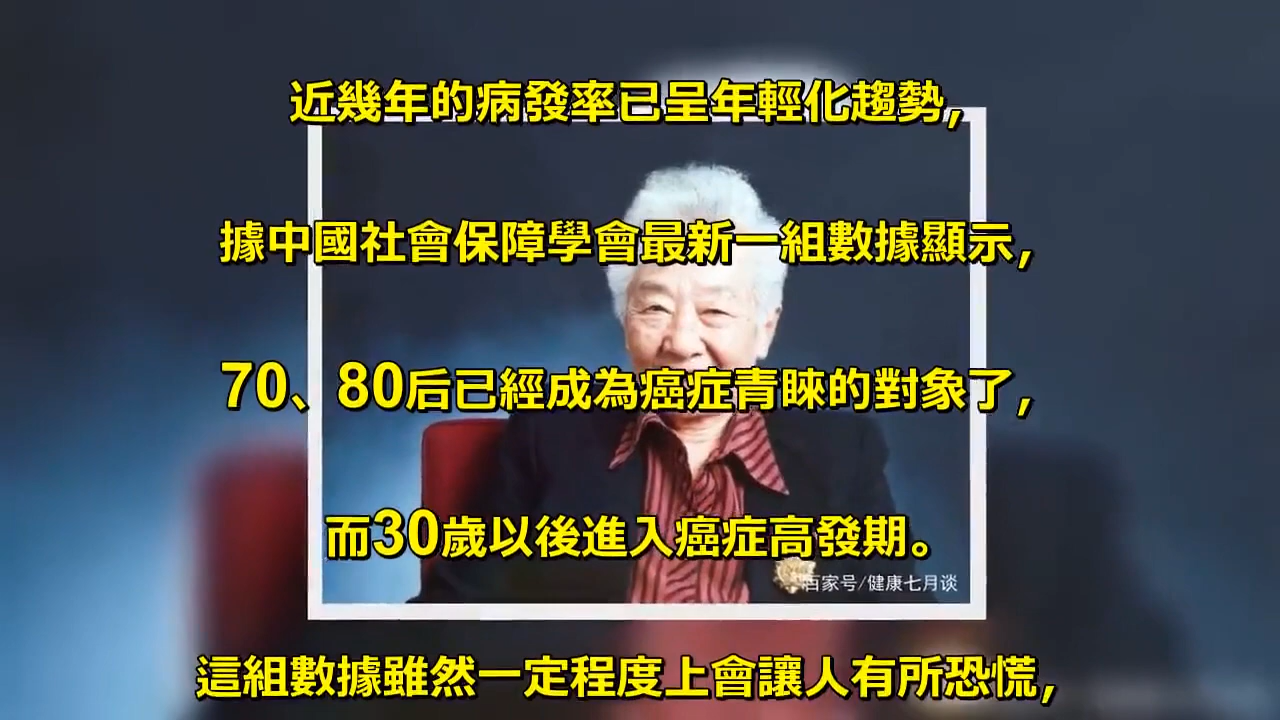 近幾年的病發率已呈年輕化趨勢，
據中國社會保障學會最新一組數據顯示，
70、80后已經成為癌症青睞的對象了，
而30歲以後進入癌症高發期。
百家号/健康七月谈
這組數據雖然一定程度上會讓人有所恐慌，